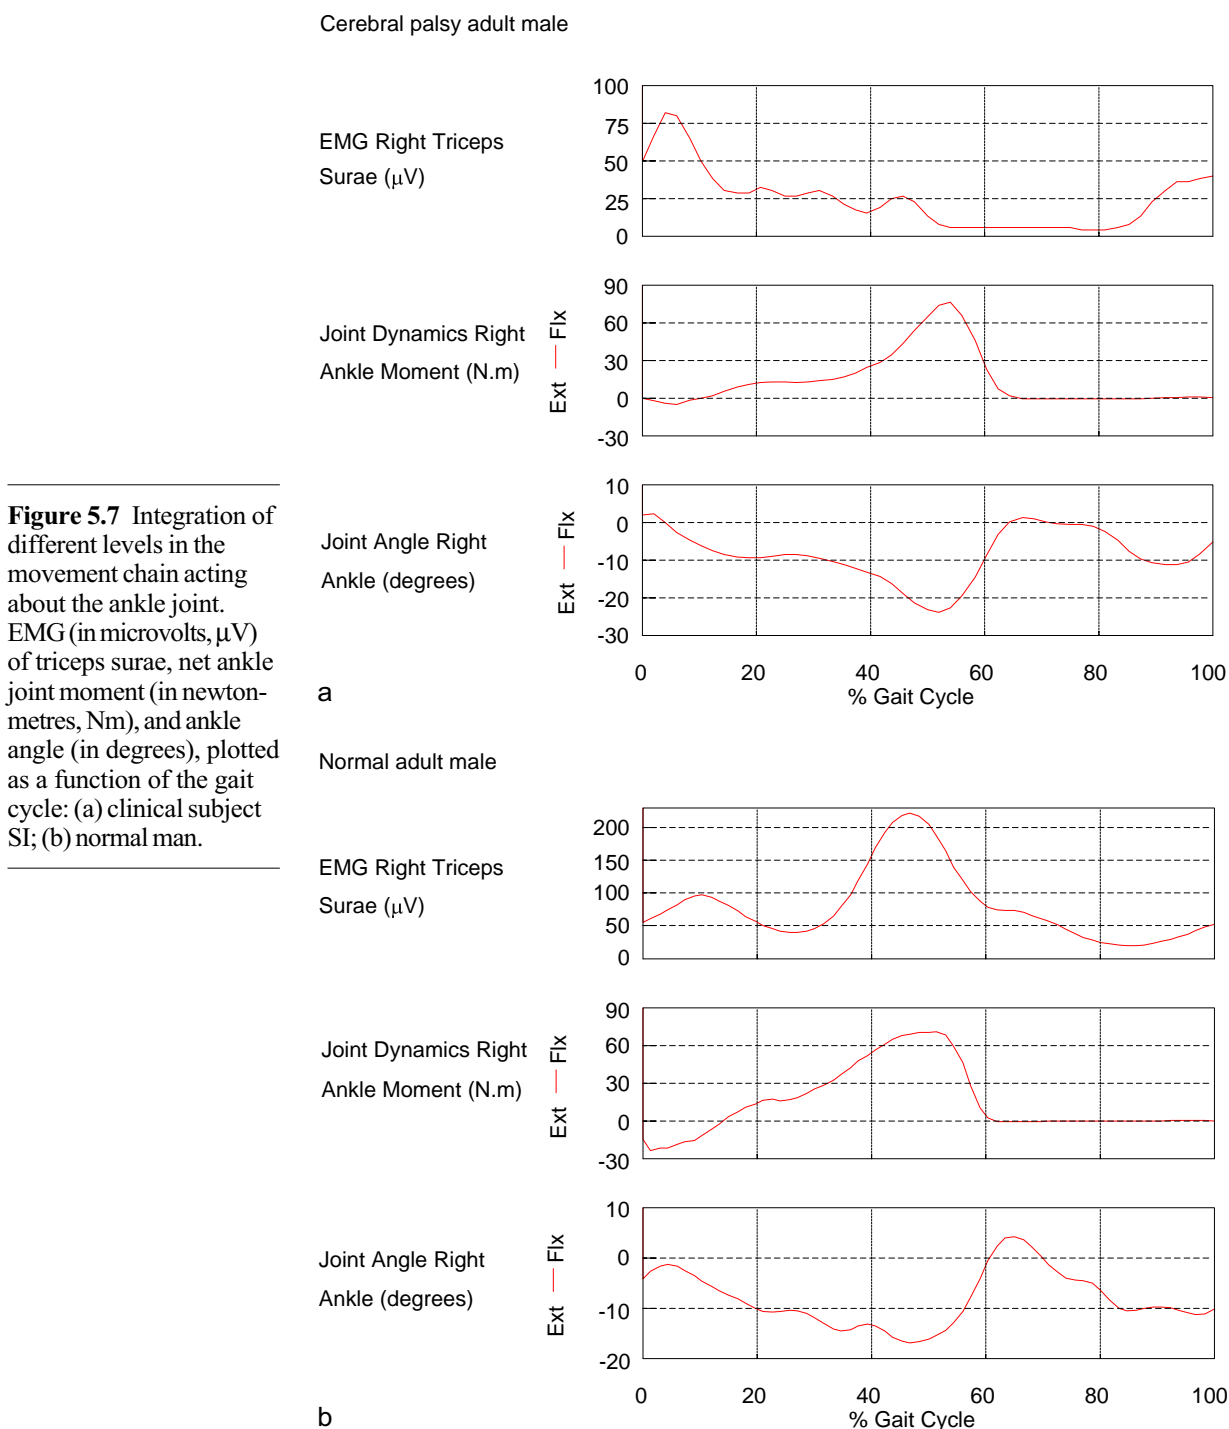 Cerebral palsy adult male
EMG Right Triceps
Surae (μV)
100
75
50
25
0
Joint Dynamics Right
Ankle Moment (N.m)
Ext — Flx
90
60
30
0
-30
Joint Angle Right
Ankle (degrees)
Ext — Flx
10
0
-10
-20
-30
0 20 40 60 80 100
% Gait Cycle
a
Figure 5.7 Integration of
different levels in the
movement chain acting
about the ankle joint.
EMG (in microvolts, μV)
of triceps surae, net ankle
joint moment (in newton-
metres, Nm), and ankle
angle (in degrees), plotted
as a function of the gait
cycle: (a) clinical subject
SI; (b) normal man.
Normal adult male
EMG Right Triceps
Surae (μV)
200
150
100
50
0
Joint Dynamics Right
Ankle Moment (N.m)
Ext — Flx
90
60
30
0
-30
Joint Angle Right
Ankle (degrees)
Ext — Flx
10
0
-10
-20
0 20 40 60 80 100
% Gait Cycle
b